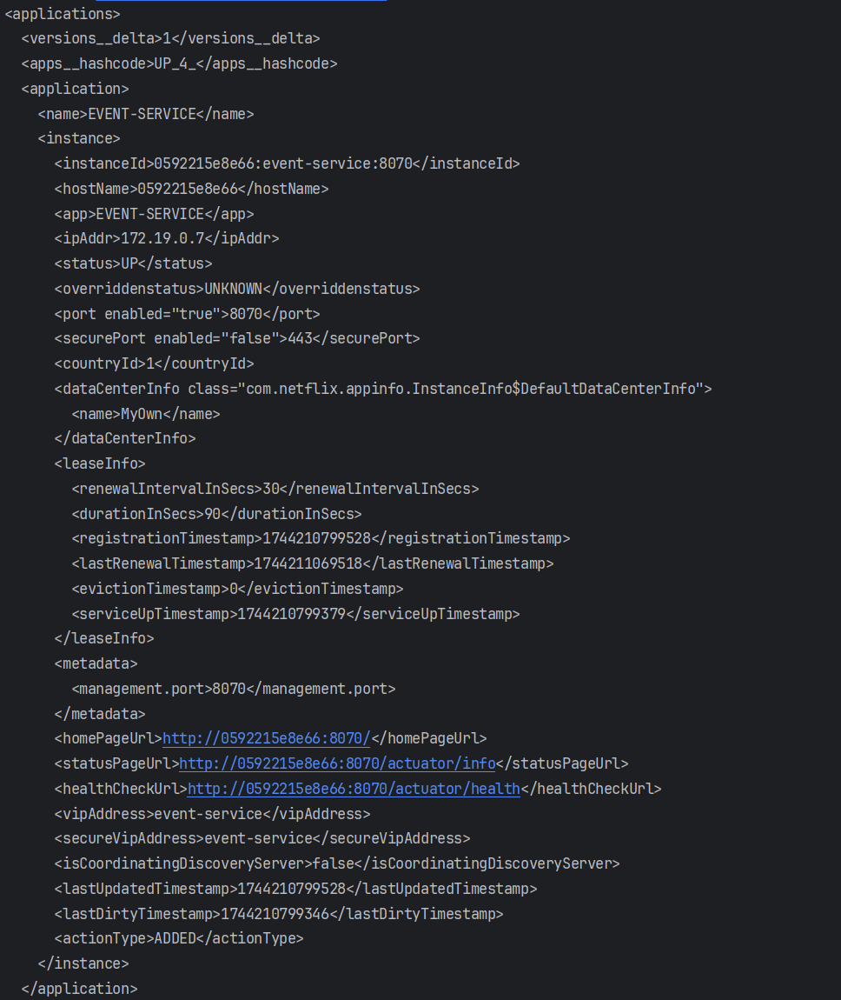 <applications>
<versions__delta>1</versions__delta>
<apps__hashcode>UP_4_</apps__hashcode>
<application>
<name>EVENT-SERVICE</name>
<instance>
<instanceId>0592215e8e66:event-service:8070</instanceId>
<hostName>0592215e8e66</hostName>
<app>EVENT-SERVICE</app>
<ipAddr>172.19.0.7</ipAddr>
<status>UP</status>
<overriddenstatus>UNKNOWN</overriddenstatus>
<port enabled="true">8070</port>
<securePort enabled="false">443</securePort>
<countryId>1</countryId>
<dataCenterInfo class="com.netflix.appinfo.InstanceInfo$DefaultDataCenterInfo">
<name>MyOwn</name>
</dataCenterInfo>
<leaseInfo>
<renewalIntervalInSecs>30</renewalIntervalInSecs>
<durationInSecs>90</durationInSecs>
<registrationTimestamp>1744210799528</registrationTimestamp>
<lastRenewalTimestamp>1744211069518</lastRenewalTimestamp>
<evictionTimestamp>0</evictionTimestamp>
<serviceUpTimestamp>1744210799379</serviceUpTimestamp>
</leaseInfo>
<metadata>
<management.port>8070</management.port>
</metadata>
<homePageUrl>http://0592215e8e66:8070/</homePageUrl>
<statusPageUrl>http://0592215e8e66:8070/actuator/info</statusPageUrl>
<healthCheckUrl>http://0592215e8e66:8070/actuator/health</healthCheckUrl>
<vipAddress>event-service</vipAddress>
<secureVipAddress>event-service</secureVipAddress>
<isCoordinatingDiscoveryServer>false</isCoordinatingDiscoveryServer>
<lastUpdatedTimestamp>1744210799528</lastUpdatedTimestamp>
<lastDirtyTimestamp>1744210799346</lastDirtyTimestamp>
<actionType>ADDED</actionType>
</instance>
</application>